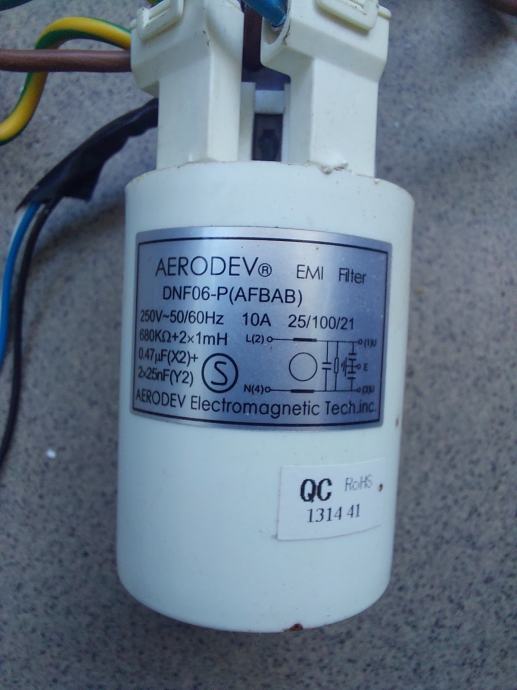 AERODEV® EMI Filter
DNF06-P(AFBAB)
250V~50/60Hz 10A 25/100/21
680KΩ+2×1mH
L(2)
0.47µF(X2)+
E
2×25nF(Y2)
S
N(4)
AERODEV Electromagnetic Tech.inc.
QC RoHS
1314 41